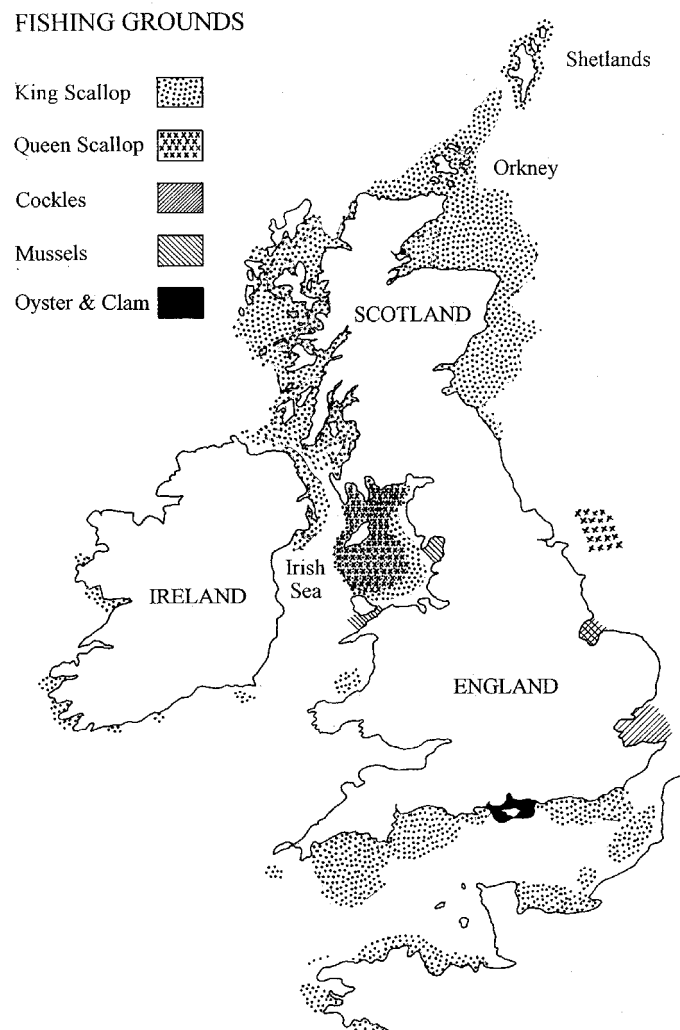 FISHING GROUNDS
King Scallop
Queen Scallop
Cockles
Mussels
Oyster & Clam
Shetlands
Orkney
SCOTLAND
Irish
Sea
IRELAND
ENGLAND